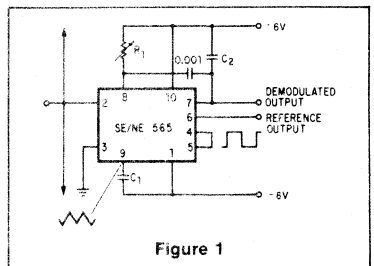 - 6V
R1
0.001
C2
8
10
7
DEMODULATED
OUTPUT
2
6
REFERENCE
OUTPUT
SE/NE 565
4
3
5
9
1
C1
- 6V
Figure 1